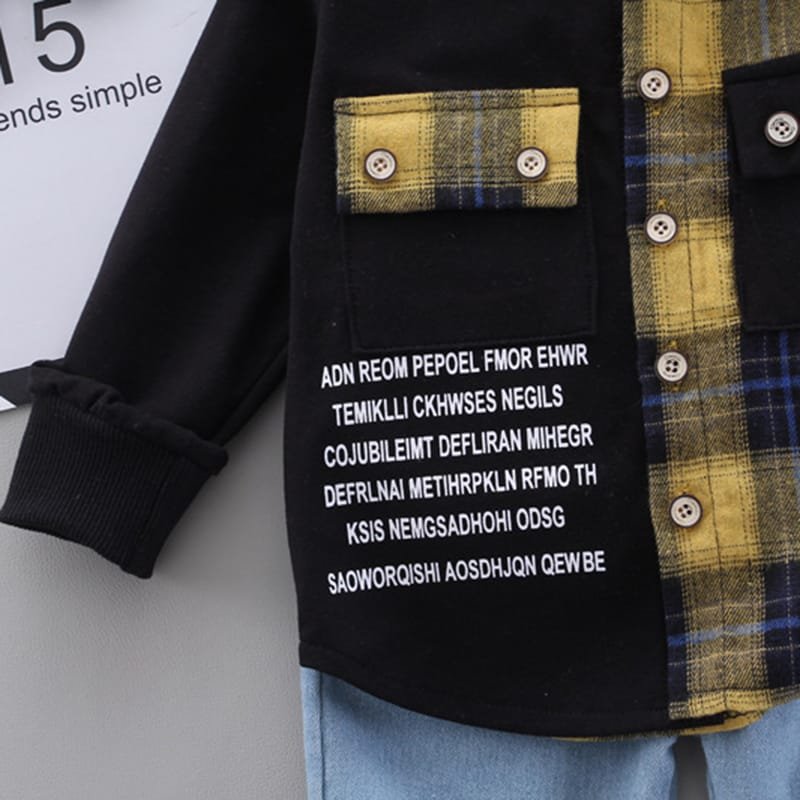 15
ends simple
ADN REOM PEPOEL FMOR EHWR
TEMIKLLI CKHWSES NEGILS
COJUBILEIMT DEFLIRAN MIHEGR
DEFRLNAI METIHRPKLN RFMO TH
KSIS NEMGSADHOHI ODSG
SAOWORQISHI AOSDHJQN QEWBE